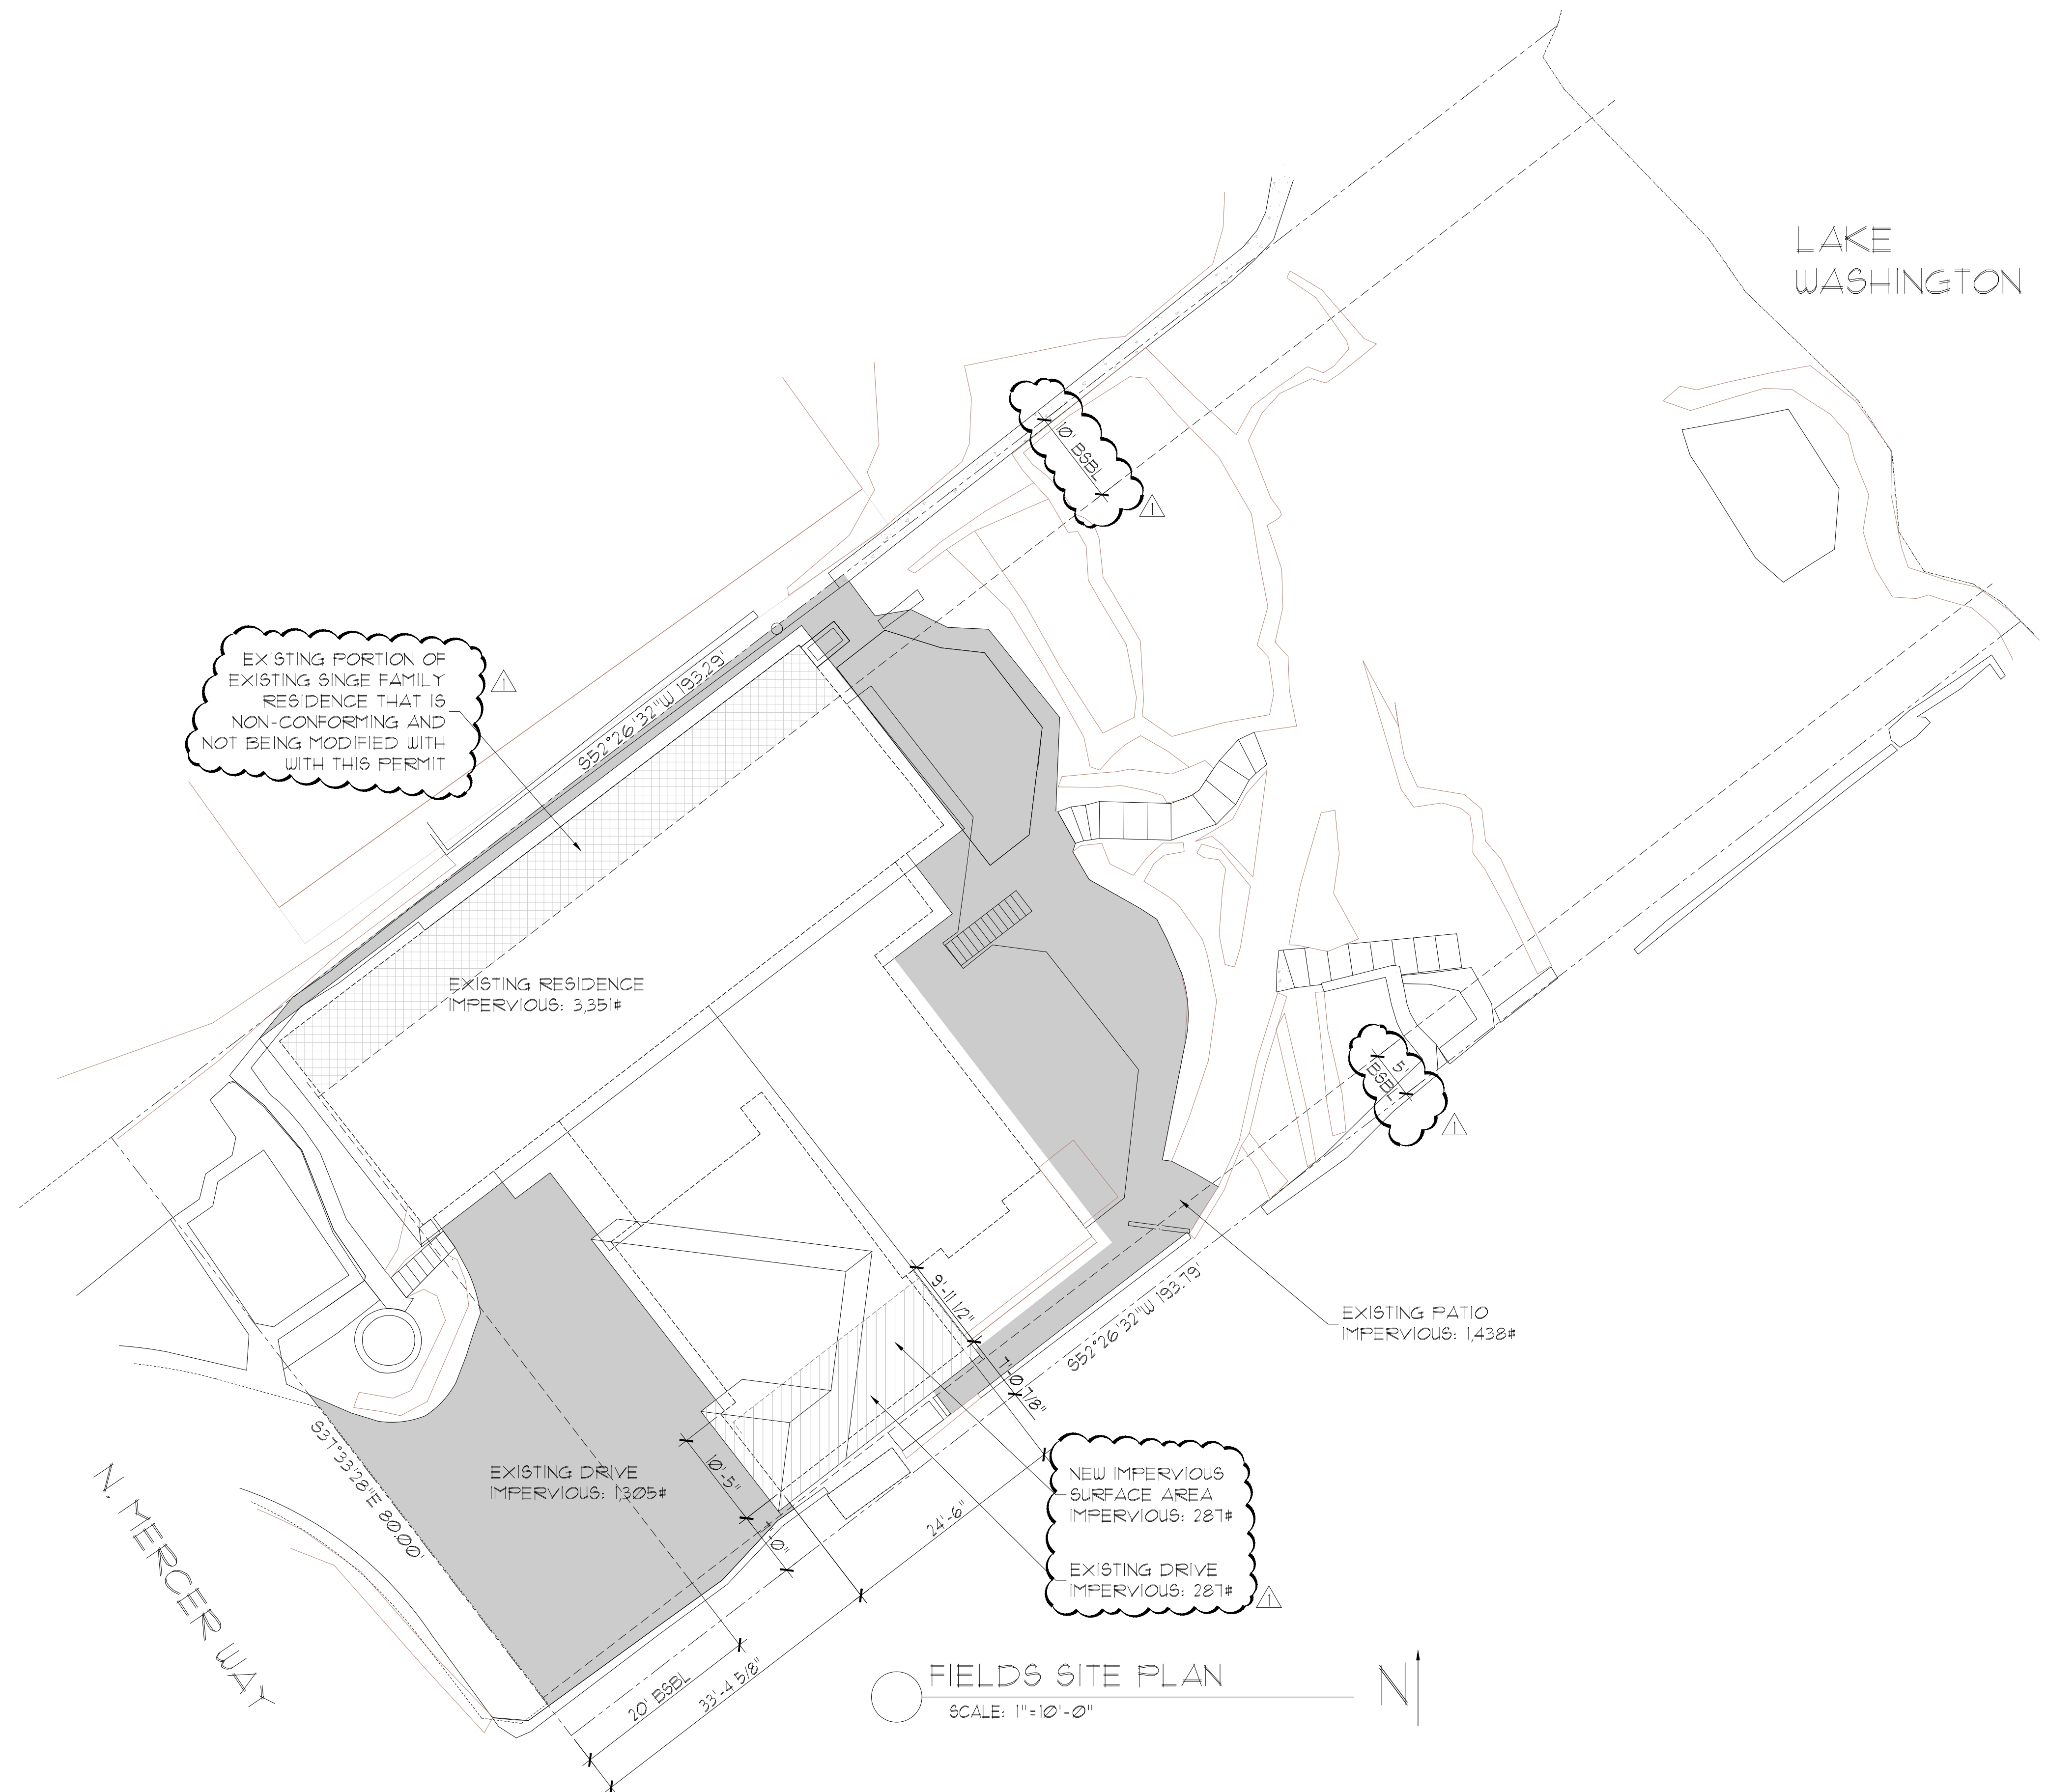 LAKE
WASHINGTON
10' BSBL
1
EXISTING PORTION OF
EXISTING SINGE FAMILY
RESIDENCE THAT IS
NON-CONFORMING AND
NOT BEING MODIFIED WITH
WITH THIS PERMIT
1
S52°26'32"W 193.29'
EXISTING RESIDENCE
IMPERVIOUS: 3,351#
5'
BSBL
1
9'-11 1/2"
7'-0 7/8"
S52°26'32"W 193.79'
EXISTING PATIO
IMPERVIOUS: 1,438#
S37°33'28"E 80.00'
EXISTING DRIVE
IMPERVIOUS: 1,305#
10'-5"
24'-6"
NEW IMPERVIOUS
SURFACE AREA
IMPERVIOUS: 287#
EXISTING DRIVE
IMPERVIOUS: 287#
1
N. MERCER WAY
20' BSBL
33'-4 5/8"
FIELDS SITE PLAN
SCALE: 1"=10'-0"
N